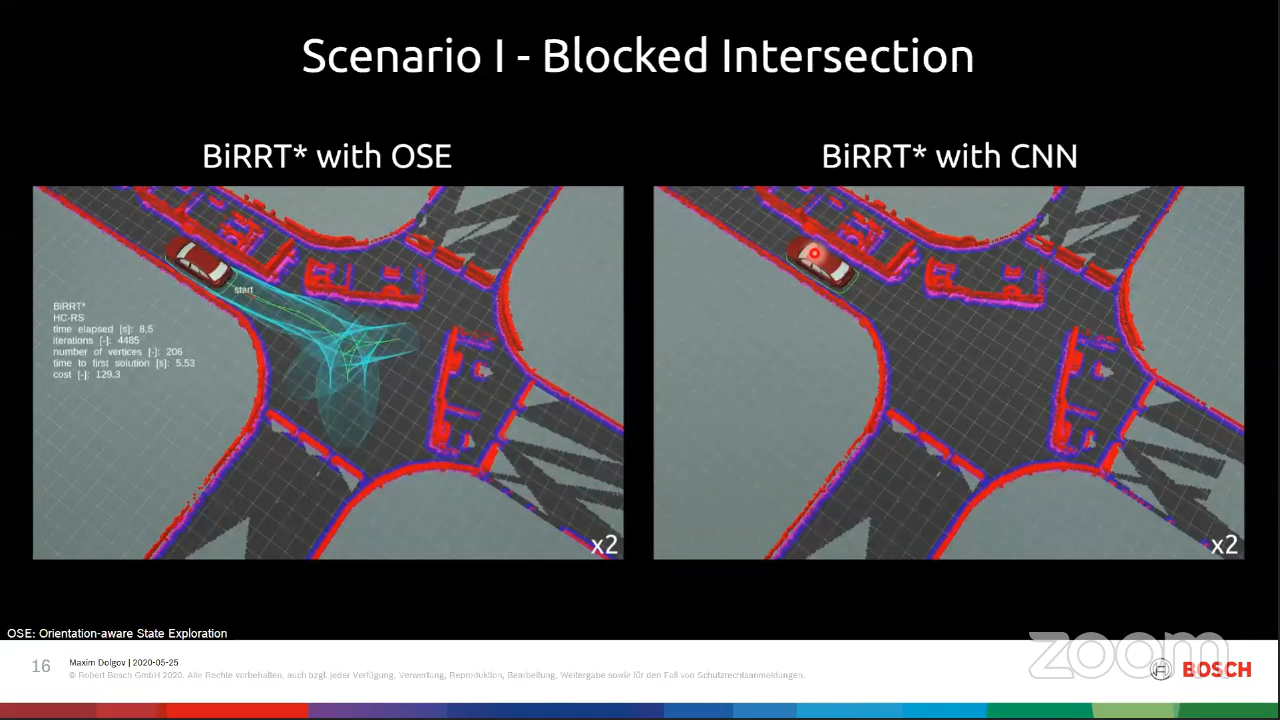 Scenario I - Blocked Intersection
BiRRT* with OSE
BiRRT* with CNN
start
BiRRT*
HC-RS
time elapsed [s]: 8.5
iterations [-]: 4485
number of vertices [-]: 206
time to first solution [s]: 5.53
cost [-]: 129.3
x2
x2
OSE: Orientation-aware State Exploration
16
Maxim Dolgov | 2020-05-25
© Robert Bosch GmbH 2020. Alle Rechte vorbehalten, auch bzgl. jeder Verfügung, Verwertung, Reproduktion, Bearbeitung, Weitergabe sowie für den Fall von Schutzrechtsanmeldungen.
zoom
BOSCH